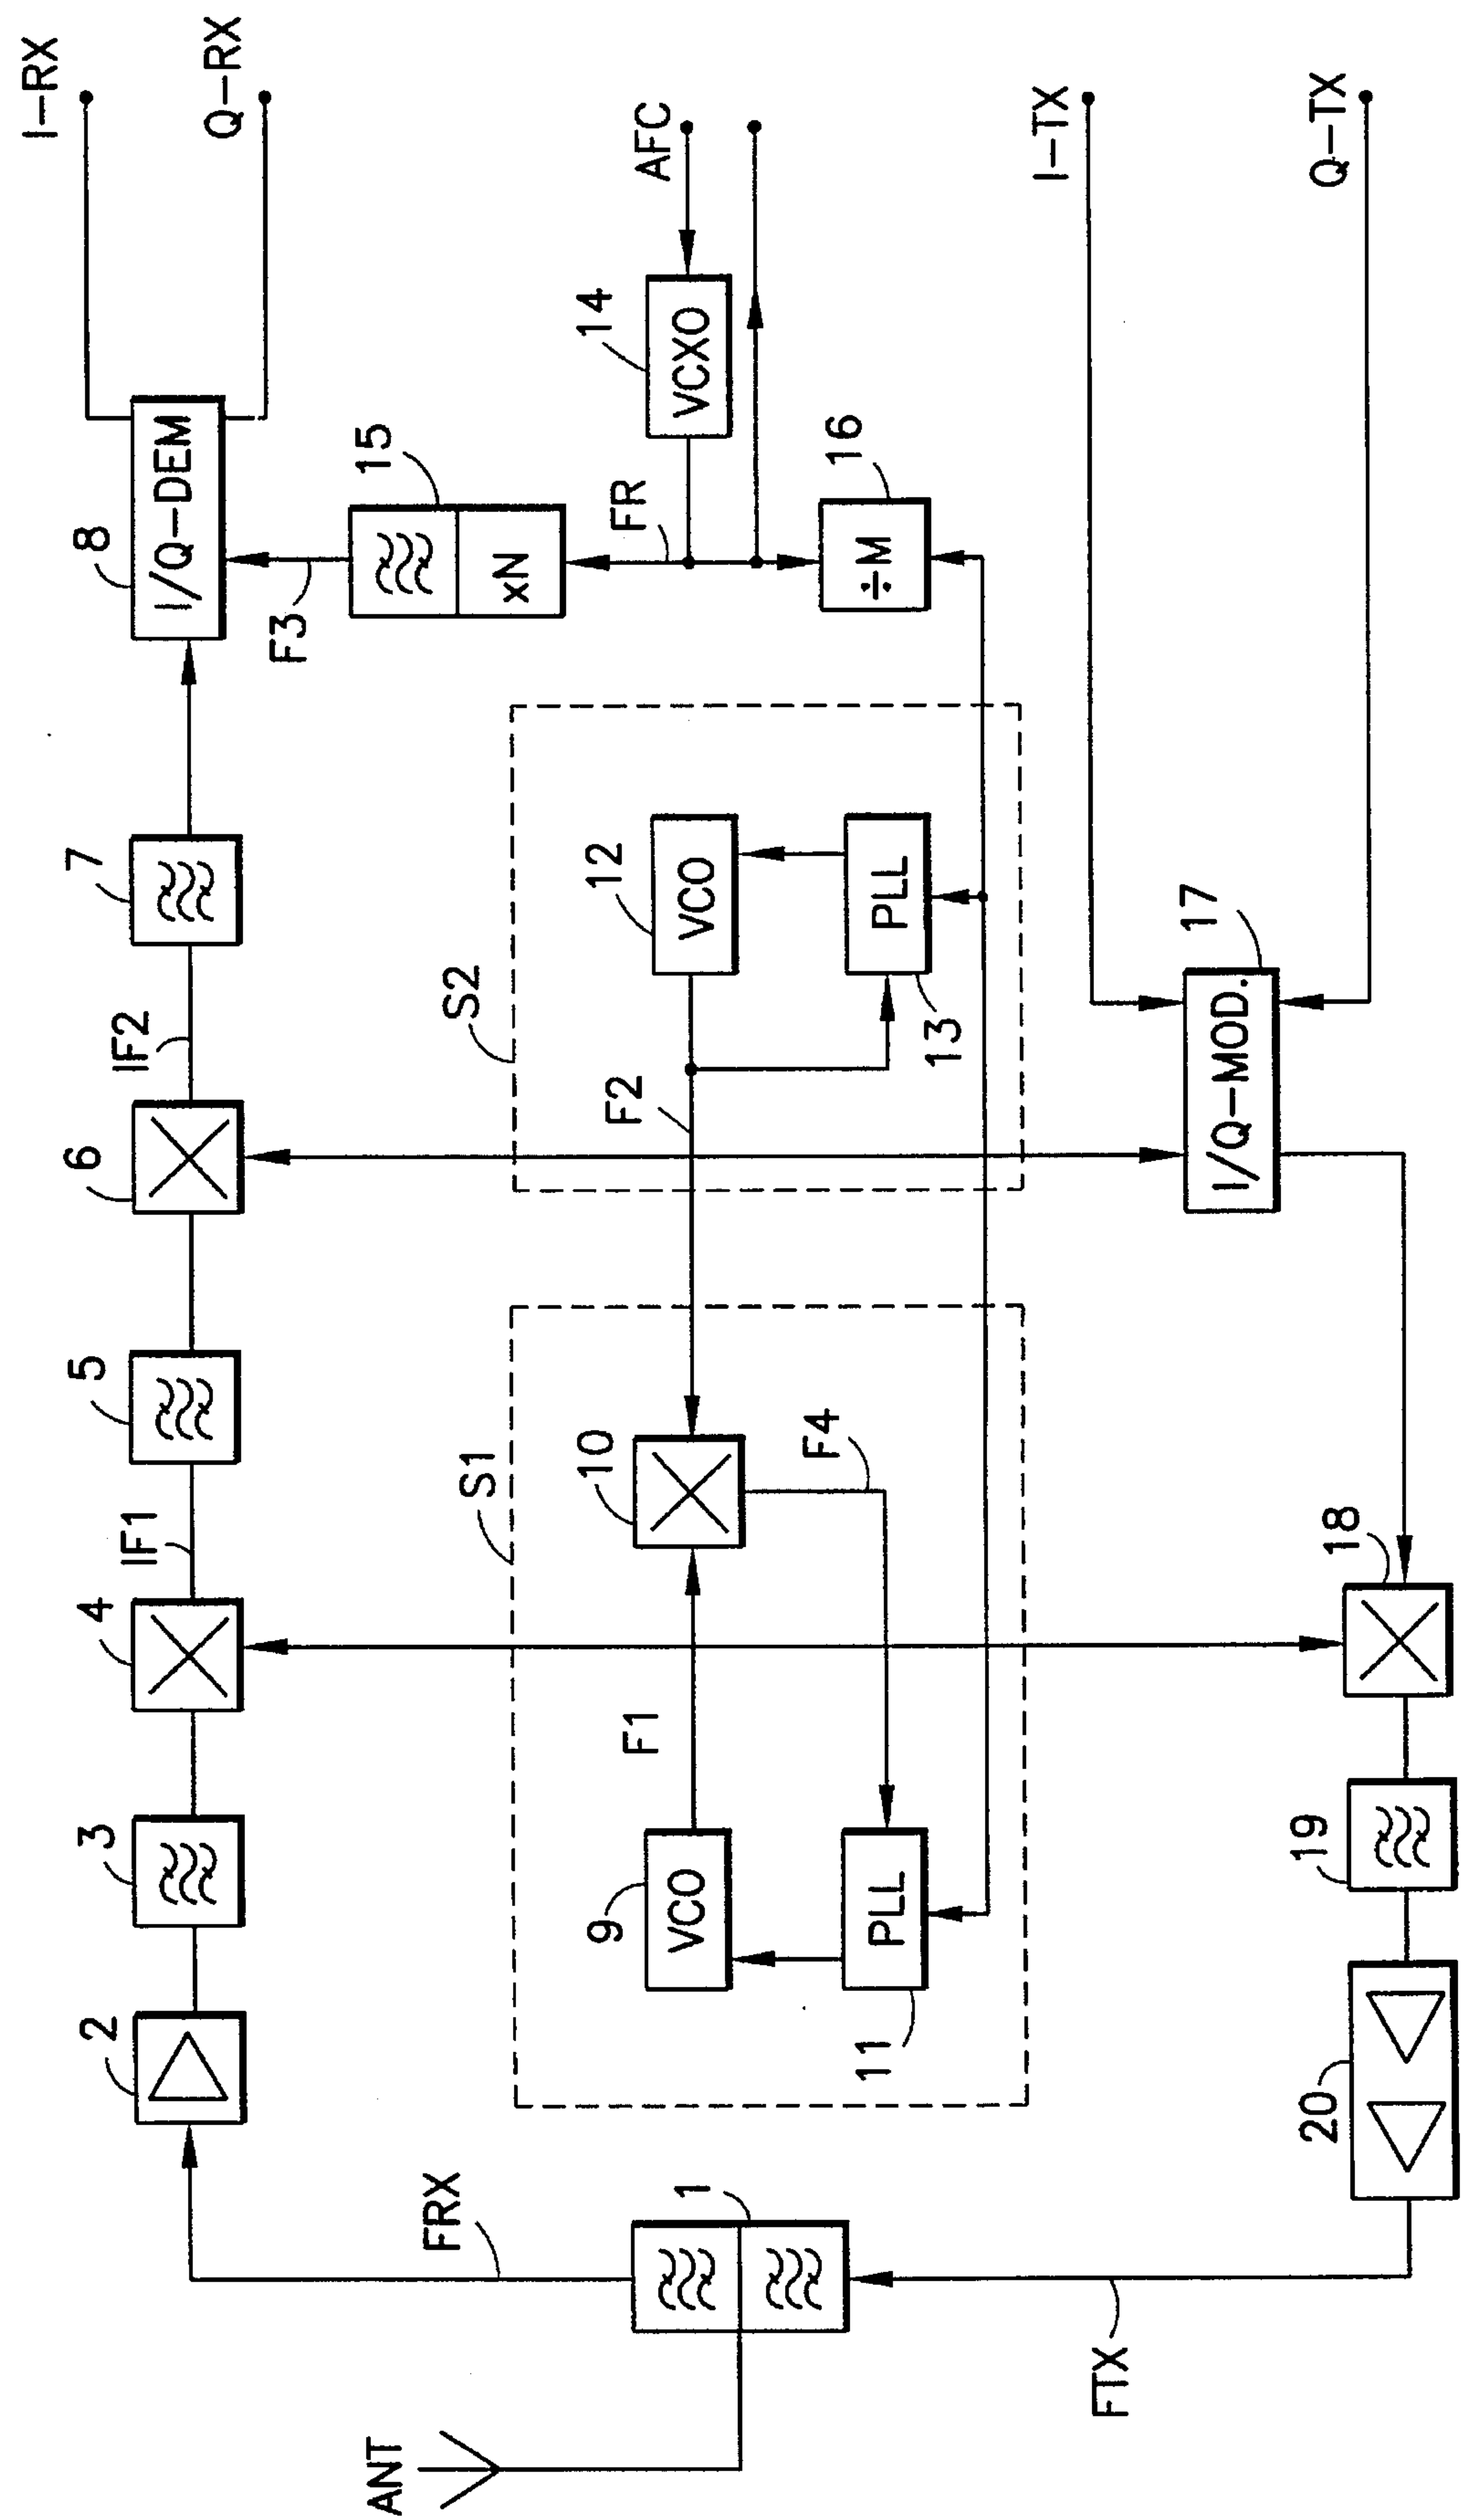 I-RX
Q-RX
8
I/Q-DEM
F3
15
xN
FR
14
VCXO
AFC
16
÷M
7
IF2
6
5
IF1
4
3
2
S2
12
VCO
PLL
13
F2
S1
10
F4
F1
9
VCO
PLL
11
I-TX
Q-TX
17
I/Q-MOD.
18
19
20
FRX
1
ANT
FTX